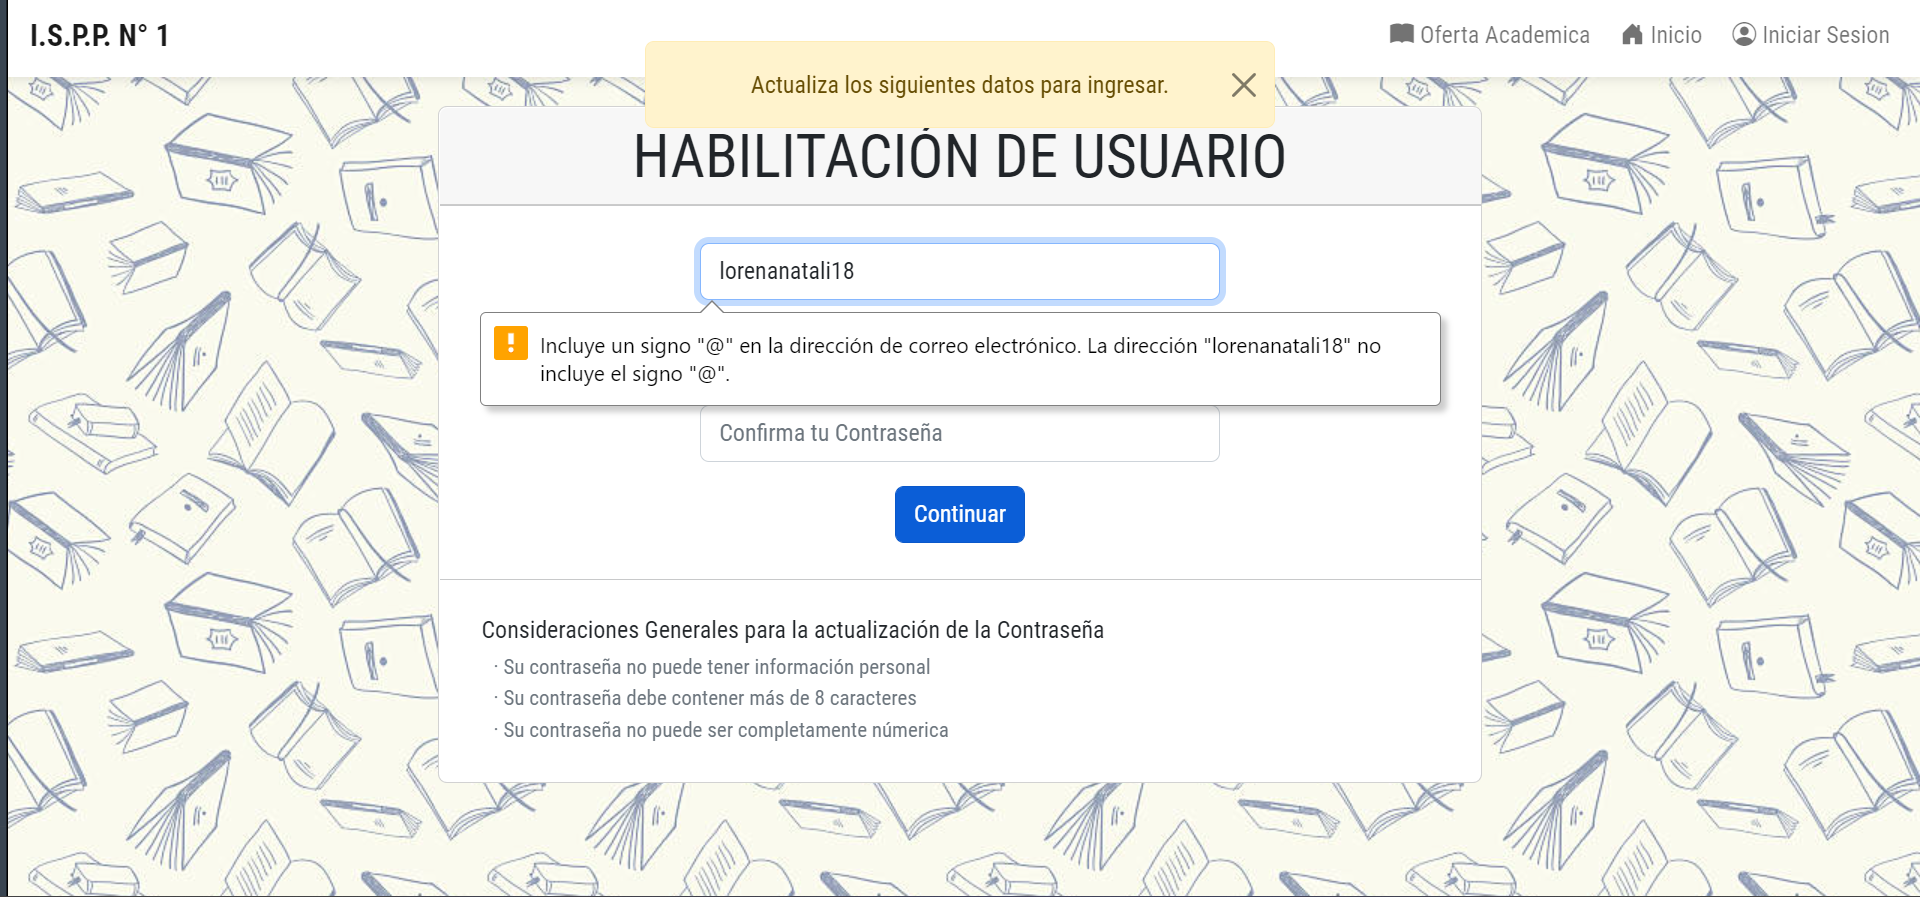 I.S.P.P. N° 1
Oferta Academica
Inicio
Iniciar Sesion
Actualiza los siguientes datos para ingresar.
HABILITACIÓN DE USUARIO
lorenanatali18
Incluye un signo "@" en la dirección de correo electrónico. La dirección "lorenanatali18" no
incluye el signo "@".
Confirma tu Contraseña
Continuar
Consideraciones Generales para la actualización de la Contraseña
· Su contraseña no puede tener información personal
· Su contraseña debe contener más de 8 caracteres
· Su contraseña no puede ser completamente númerica